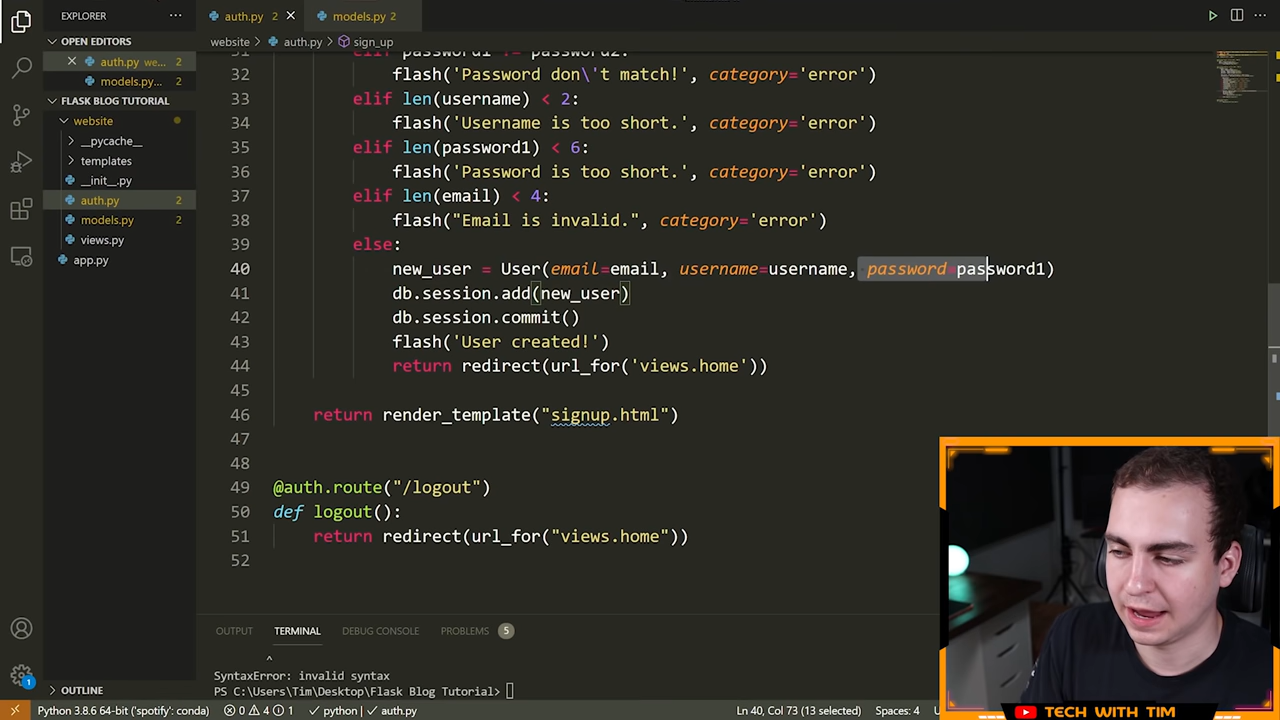 EXPLORER
auth.py 2
models.py 2
OPEN EDITORS
website > auth.py > sign_up
auth.py we... 2
models.py... 2
FLASK BLOG TUTORIAL
website
__pycache__
templates
__init__.py
auth.py 2
models.py 2
views.py
app.py
32 flash('Password don\'t match!', category='error')
33 elif len(username) < 2:
34 flash('Username is too short.', category='error')
35 elif len(password1) < 6:
36 flash('Password is too short.', category='error')
37 elif len(email) < 4:
38 flash("Email is invalid.", category='error')
39 else:
40 new_user = User(email=email, username=username, password=password1)
41 db.session.add(new_user)
42 db.session.commit()
43 flash('User created!')
44 return redirect(url_for('views.home'))
45
46 return render_template("signup.html")
47
48
49 @auth.route("/logout")
50 def logout():
51 return redirect(url_for("views.home"))
52
OUTPUT TERMINAL DEBUG CONSOLE PROBLEMS 5
^
SyntaxError: invalid syntax
PS C:\Users\Tim\Desktop\Flask Blog Tutorial>
OUTLINE
1
Python 3.8.6 64-bit ('spotify': conda) 0 4 1 python auth.py Ln 40, Col 73 (13 selected) Spaces: 4
TECH WITH TIM